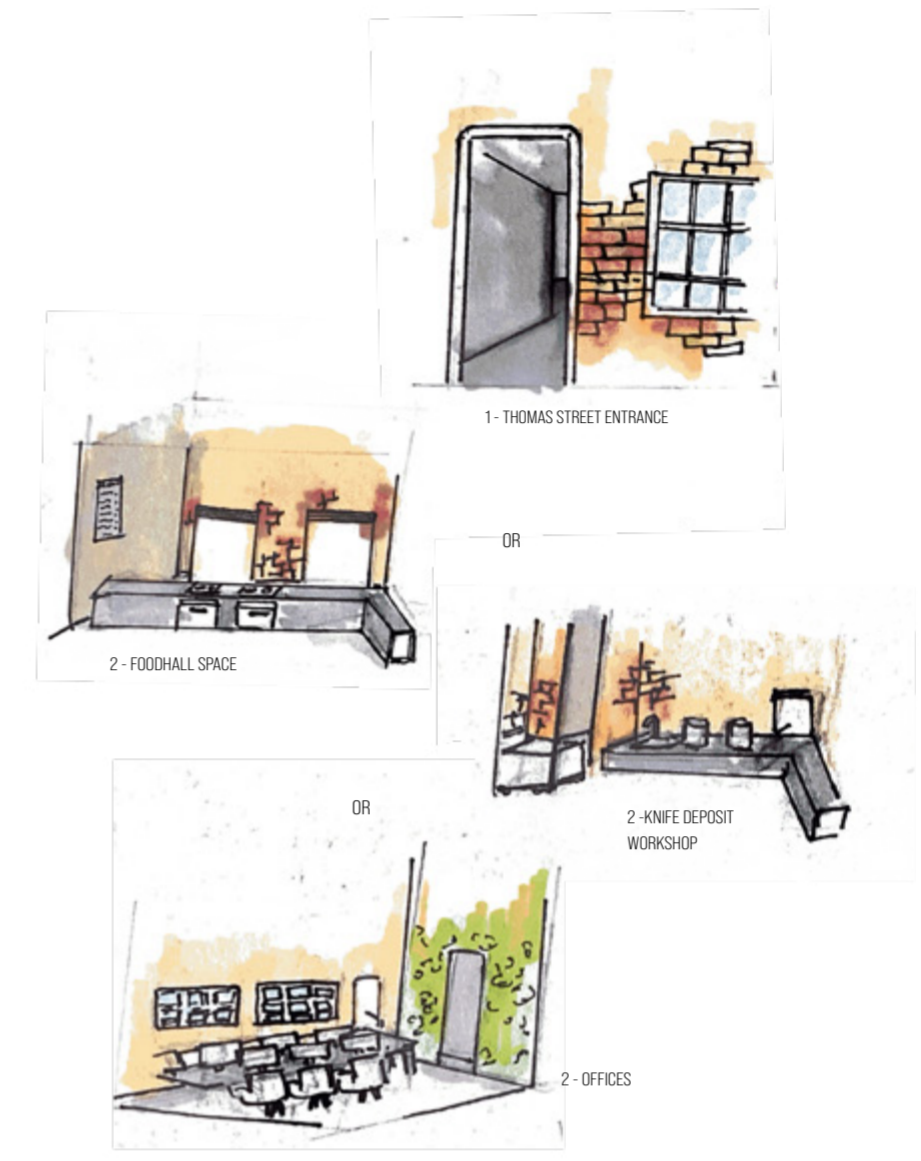 1 - THOMAS STREET ENTRANCE
OR
2 - FOODHALL SPACE
2 -KNIFE DEPOSIT
WORKSHOP
OR
2 - OFFICES